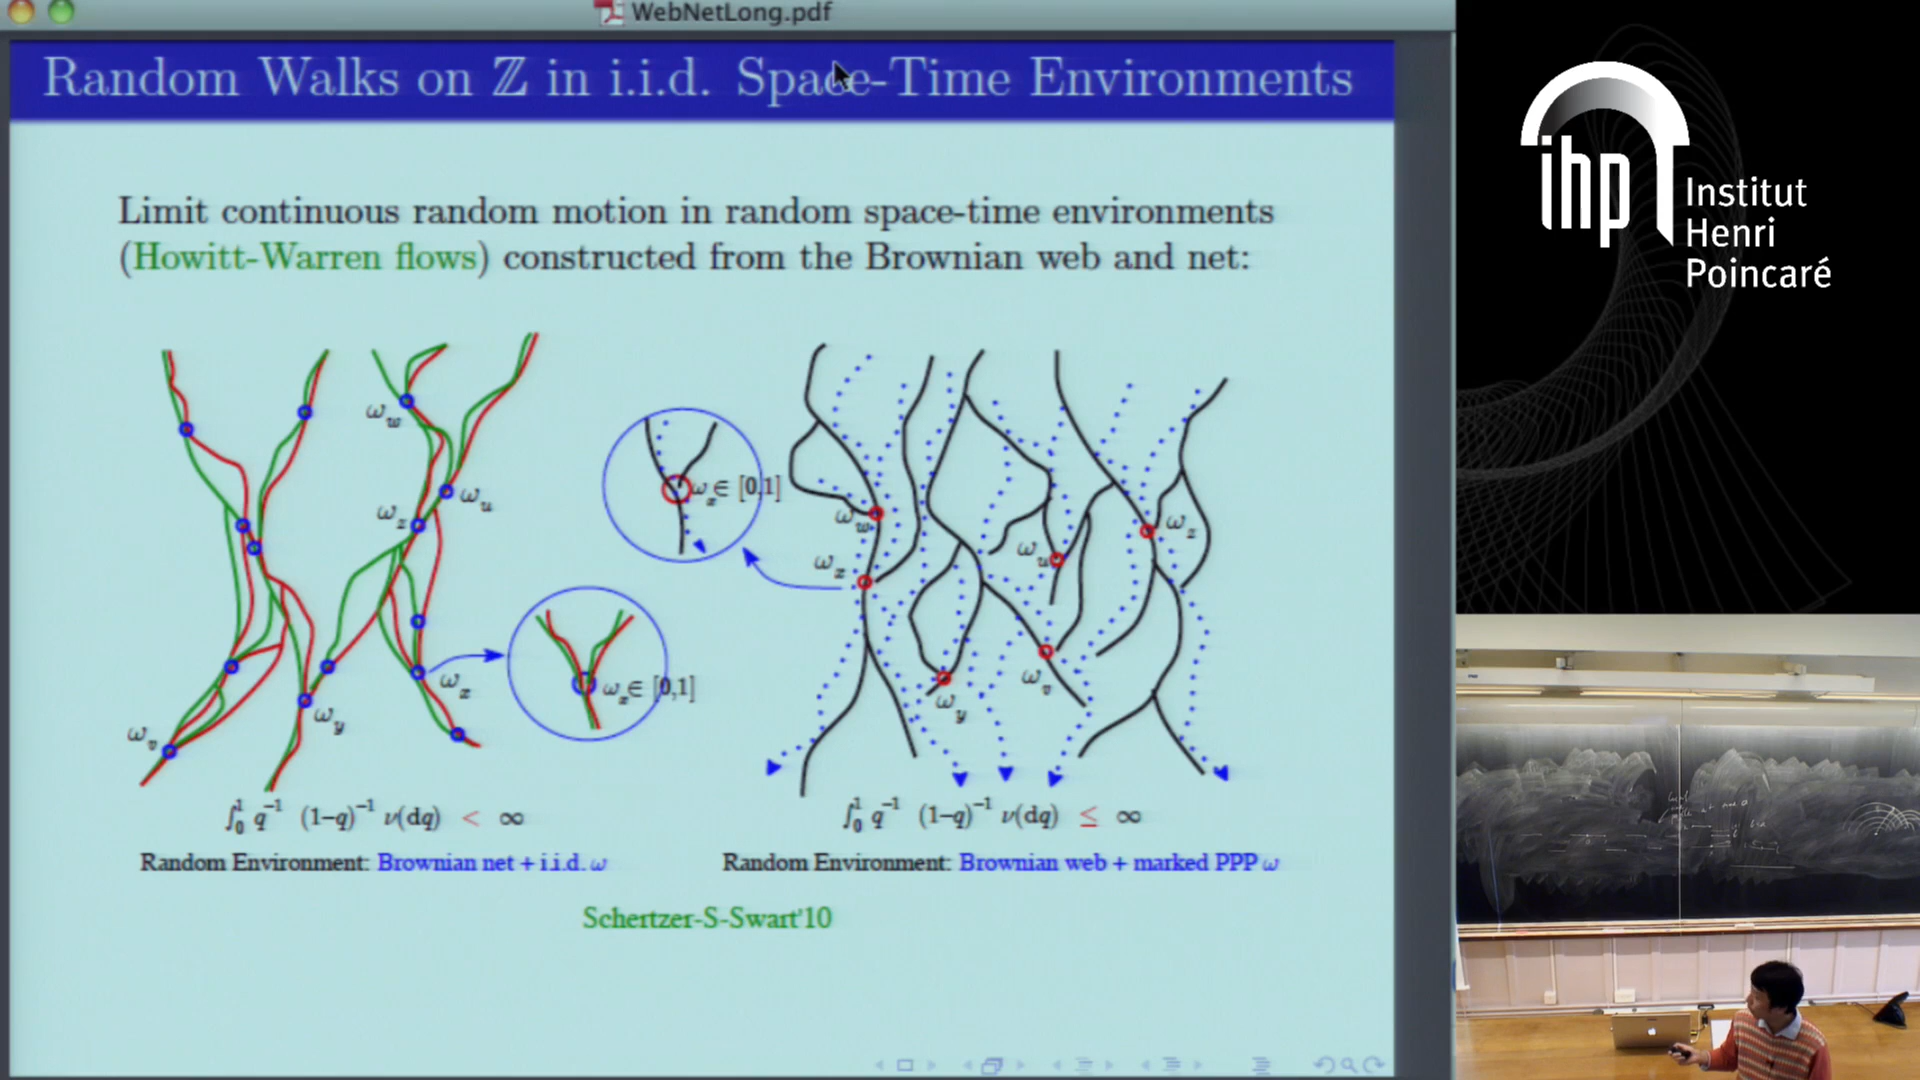 WebNetLong.pdf
Random Walks on ℤ in i.i.d. Space-Time Environments
Limit continuous random motion in random space-time environments
(Howitt-Warren flows) constructed from the Brownian web and net:
ω_w
ω_u
ω_z
ω_x
ω_y
ω_v
ω_z ∈ [0,1]
ω_z ∈ [0,1]
ω_w
ω_z
ω_u
ω_z
ω_v
ω_y
∫₀¹ q⁻¹ (1−q)⁻¹ ν(dq) < ∞
∫₀¹ q⁻¹ (1−q)⁻¹ ν(dq) ≤ ∞
Random Environment: Brownian net + i.i.d. ω
Random Environment: Brownian web + marked PPP ω
Schertzer-S-Swart'10
ihp
Institut
Henri
Poincaré